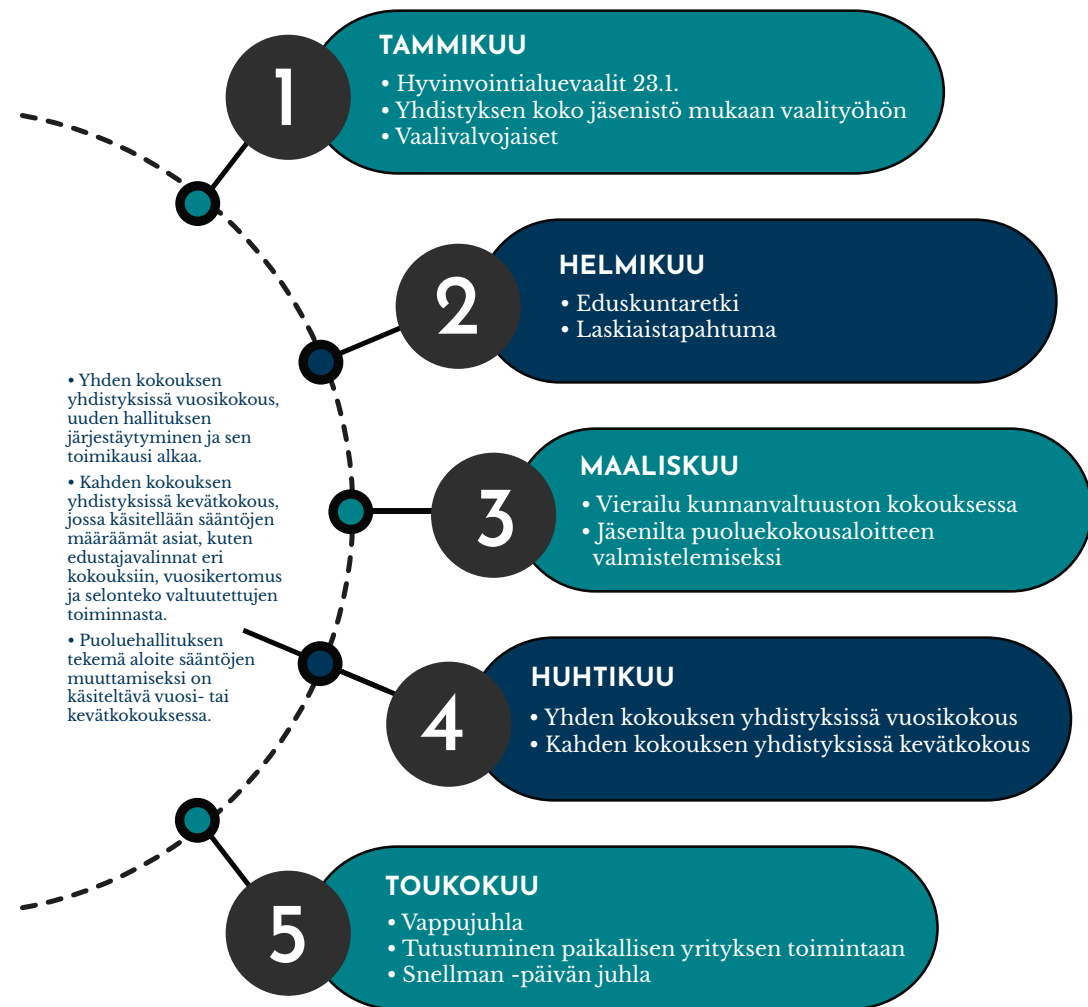 1
TAMMIKUU
• Hyvinvointialuevaalit 23.1.
• Yhdistyksen koko jäsenistö mukaan vaalityöhön
• Vaalivalvojaiset
2
HELMIKUU
• Eduskuntaretki
• Laskiaistapahtuma
3
MAALISKUU
• Vierailu kunnanvaltuuston kokouksessa
• Jäsenilta puoluekokousaloitteen
valmistelemiseksi
• Yhden kokouksen
yhdistyksissä vuosikokous,
uuden hallituksen
järjestäytyminen ja sen
toimikausi alkaa.
• Kahden kokouksen
yhdistyksissä kevätkokous,
jossa käsitellään sääntöjen
määräämät asiat, kuten
edustajavalinnat eri
kokouksiin, vuosikertomus
ja selonteko valtuutettujen
toiminnasta.
• Puoluehallituksen
tekemä aloite sääntöjen
muuttamiseksi on
käsiteltävä vuosi- tai
kevätkokouksessa.
4
HUHTIKUU
• Yhden kokouksen yhdistyksissä vuosikokous
• Kahden kokouksen yhdistyksissä kevätkokous
5
TOUKOKUU
• Vappujuhla
• Tutustuminen paikallisen yrityksen toimintaan
• Snellman -päivän juhla